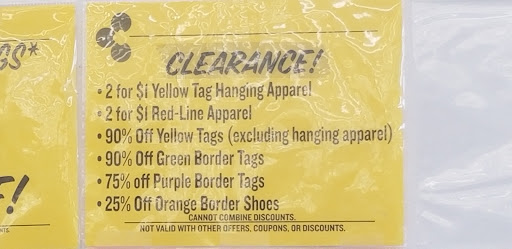 GS*
CLEARANCE!
• 2 for $1 Yellow Tag Hanging Apparel
• 2 for $1 Red-Line Apparel
• 90% Off Yellow Tags (excluding hanging apparel)
• 90% Off Green Border Tags
• 75% off Purple Border Tags
• 25% Off Orange Border Shoes
CANNOT COMBINE DISCOUNTS.
NOT VALID WITH OTHER OFFERS, COUPONS, OR DISCOUNTS.
!
NTS.